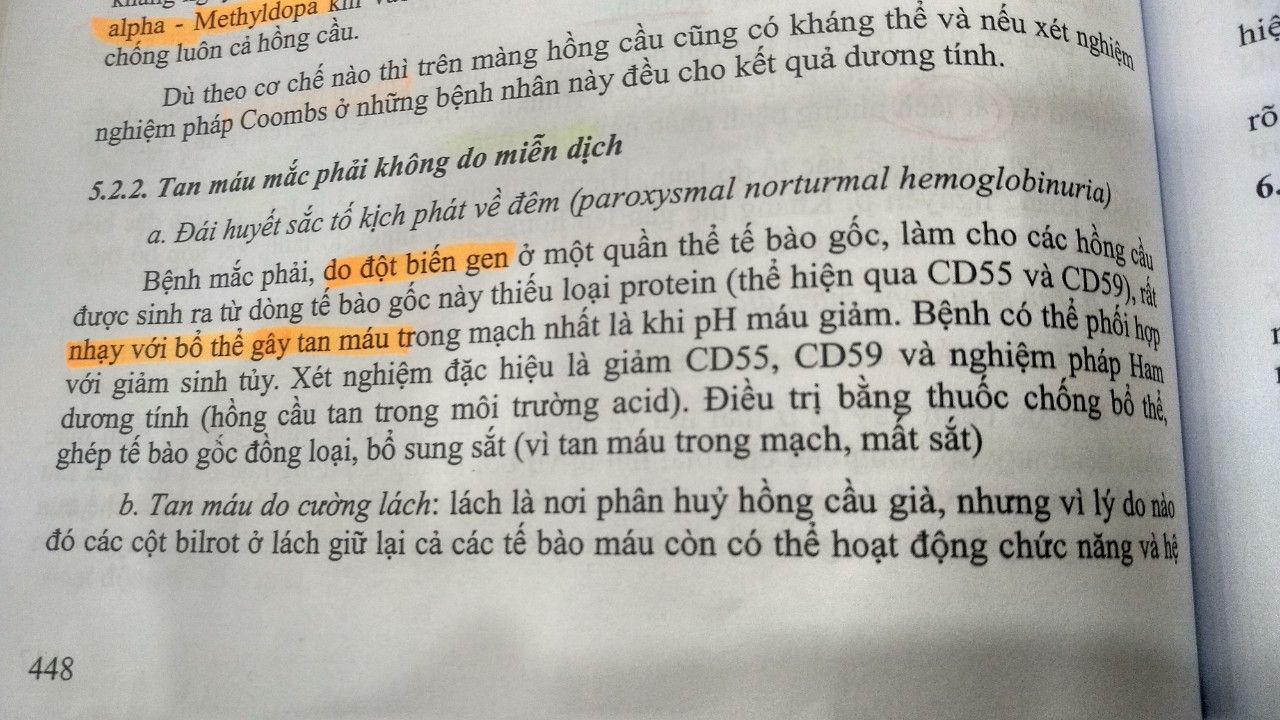 alpha - Methyldopa
chống luôn cả hồng cầu.
Dù theo cơ chế nào thì trên màng hồng cầu cũng có kháng thể và nếu xét nghiệm
nghiệm pháp Coombs ở những bệnh nhân này đều cho kết quả dương tính.
5.2.2. Tan máu mắc phải không do miễn dịch
a. Đái huyết sắc tố kịch phát về đêm (paroxysmal norturmal hemoglobinuria)
Bệnh mắc phải, do đột biến gen ở một quần thể tế bào gốc, làm cho các hồng cầu
được sinh ra từ dòng tế bào gốc này thiếu loại protein (thể hiện qua CD55 và CD59), rất
nhạy với bổ thể gây tan máu trong mạch nhất là khi pH máu giảm. Bệnh có thể phối hợp
với giảm sinh tủy. Xét nghiệm đặc hiệu là giảm CD55, CD59 và nghiệm pháp Ham
dương tính (hồng cầu tan trong môi trường acid). Điều trị bằng thuốc chống bổ thể,
ghép tế bào gốc đồng loại, bổ sung sắt (vì tan máu trong mạch, mất sắt)
b. Tan máu do cường lách: lách là nơi phân huỷ hồng cầu già, nhưng vì lý do nào
đó các cột bilrot ở lách giữ lại cả các tế bào máu còn có thể hoạt động chức năng và hệ
448
rõ
6.